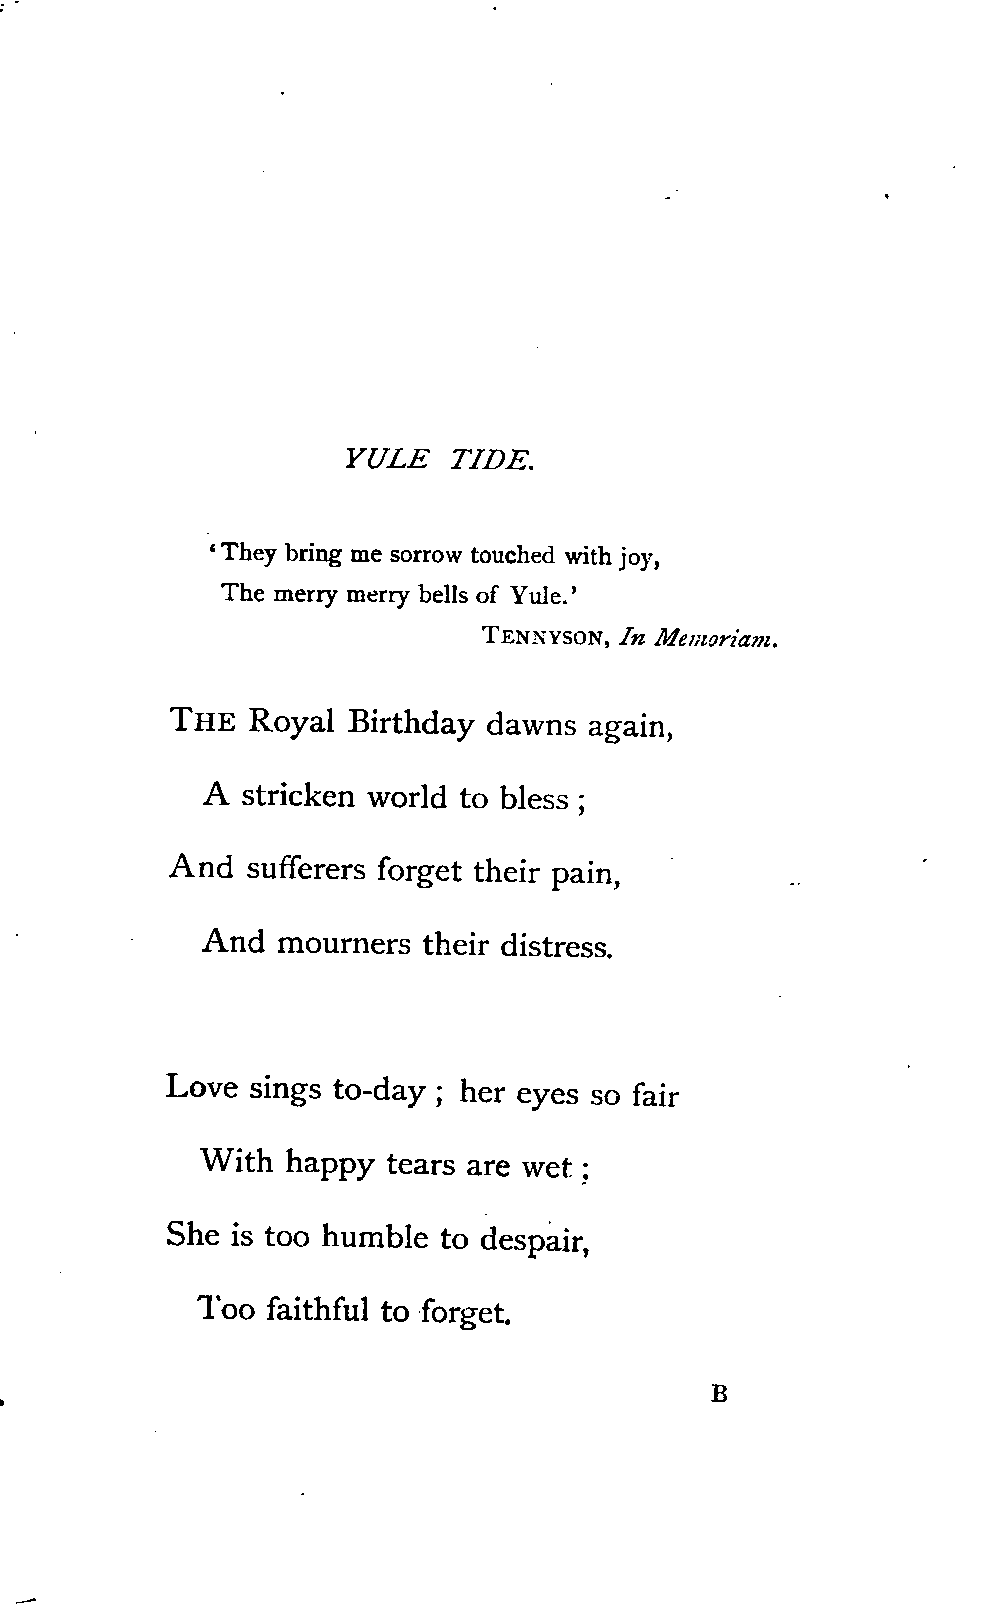 YULE TIDE.
‘They bring me sorrow touched with joy,
The merry merry bells of Yule.’
TENNYSON, In Memoriam.
THE Royal Birthday dawns again,
A stricken world to bless ;
And sufferers forget their pain,
And mourners their distress.
Love sings to-day ; her eyes so fair
With happy tears are wet ;
She is too humble to despair,
Too faithful to forget.
B